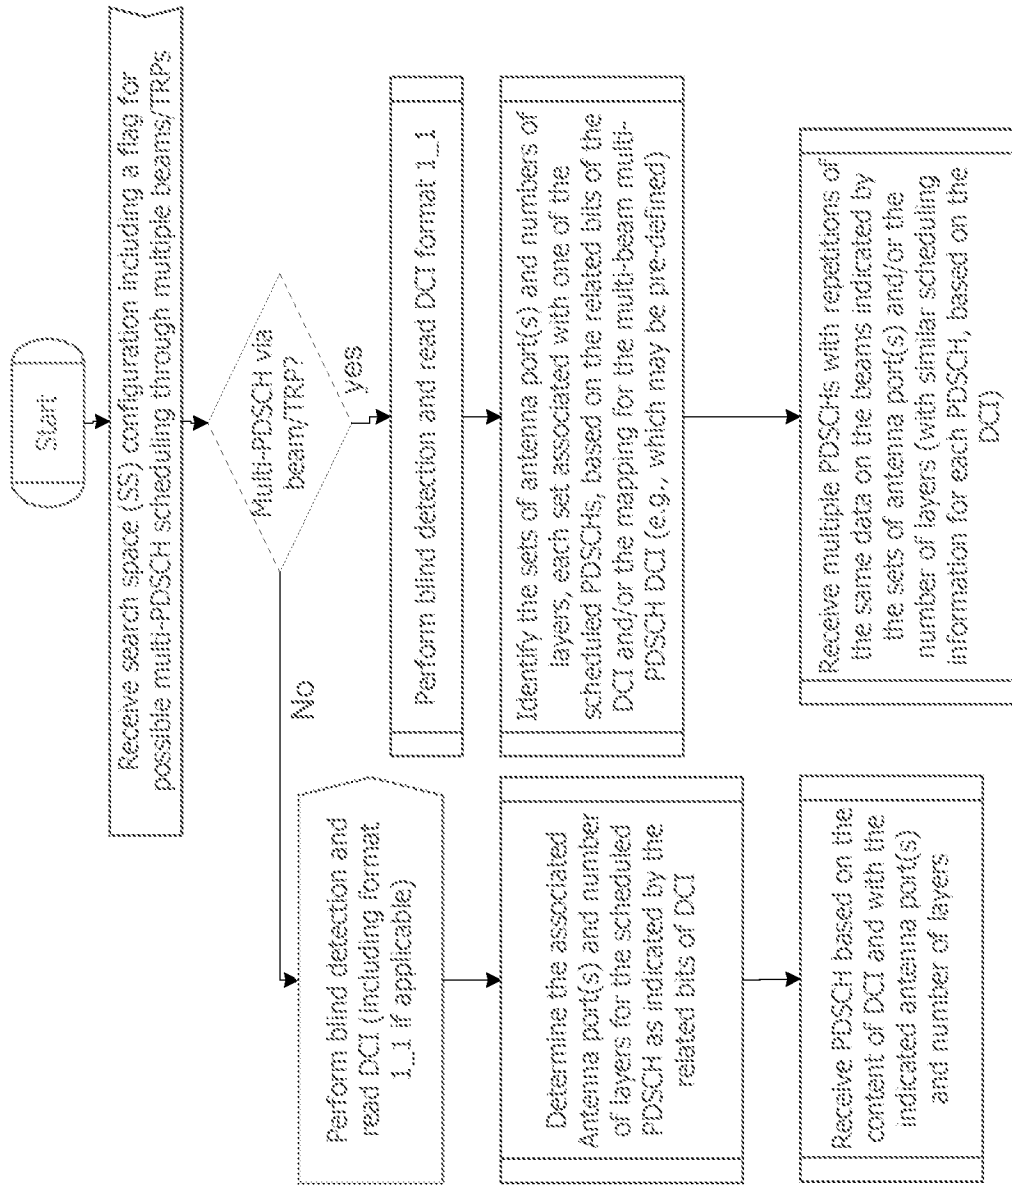 Start
Receive search space (SS) configuration including a flag for
possible multi-PDSCH scheduling through multiple beams/TRPs
Multi-PDSCH via
beam/TRP?
yes
No
Perform blind detection and read DCI format 1_1
Identify the sets of antenna port(s) and numbers of
layers, each set associated with one of the
scheduled PDSCHs, based on the related bits of the
DCI and/or the mapping for the multi-beam multi-
PDSCH DCI (e.g., which may be pre-defined)
Receive multiple PDSCHs with repetitions of
the same data on the beams indicated by
the sets of antenna port(s) and/or the
number of layers (with similar scheduling
information for each PDSCH, based on the
DCI)
Perform blind detection and
read DCI (including format
1_1 if applicable)
Determine the associated
Antenna port(s) and number
of layers for the scheduled
PDSCH as indicated by the
related bits of DCI
Receive PDSCH based on the
content of DCI and with the
indicated antenna port(s)
and number of layers